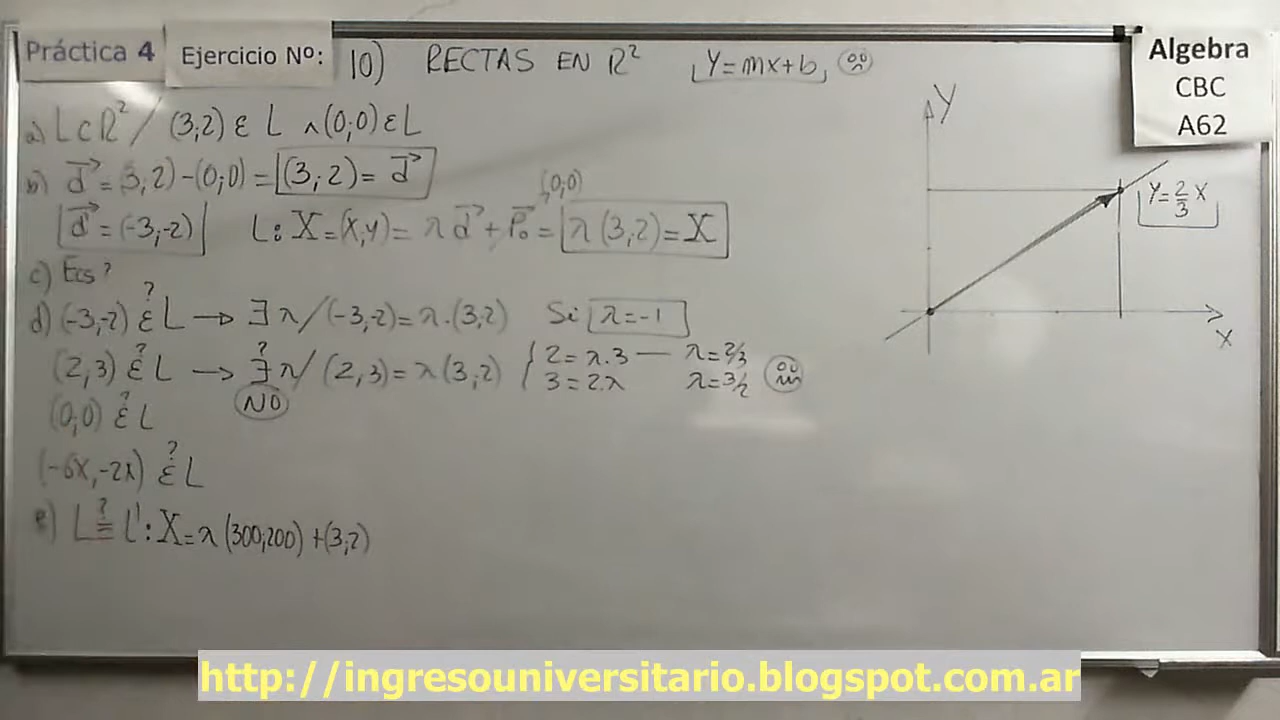 Práctica 4 Ejercicio Nº: 10) RECTAS EN R² Y=mx+b,
Algebra
CBC
A62
a) L⊂R² / (3,2) ε L ∧ (0;0) ε L
b) d⃗ = (3,2)-(0;0) = (3;2) = d⃗
(0;0)
d⃗ = (-3,-2) L: X=(X,Y)= λ d⃗ + P⃗₀ = λ(3,2)=X
c) Ecs?
?
d) (-3,-2) ε L → ∃ λ/(-3,-2)=λ.(3,2) Si λ=-1
? ?
(2,3) ε L → ∃ λ/ (2,3)=λ(3,2) { 2=λ.3 — λ=2/3
3=2.λ λ=3/2
NO
?
(0;0) ε L
?
(-6X,-2X) ε L
?
e) L = L': X=λ(300,200)+(3,2)
Y
Y=2/3 X
X
http://ingresouniversitario.blogspot.com.ar